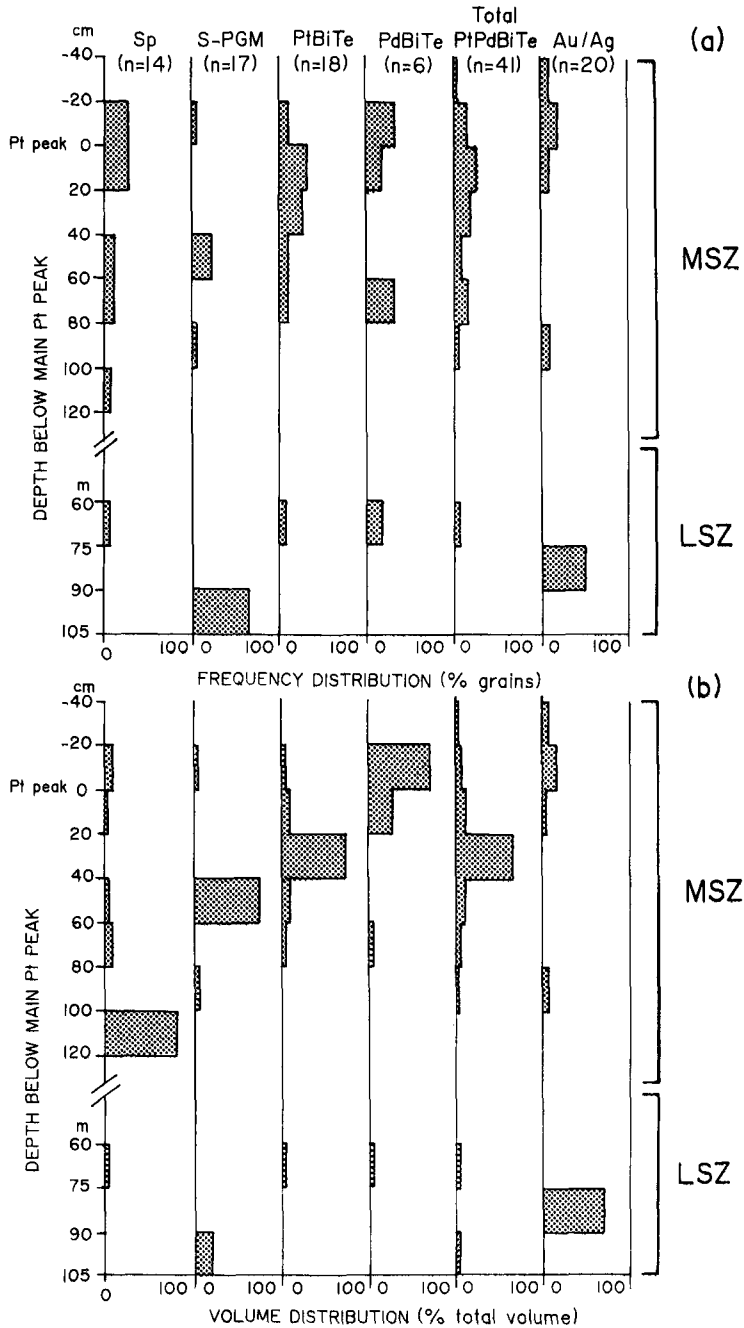 Total
Sp S-PGM PtBiTe PdBiTe PtPdBiTe Au/Ag (a)
cm (n=14) (n=17) (n=18) (n=6) (n=41) (n=20)
-40
-20
Pt peak 0
20
40
60
80
100
120
m
60
75
90
105
DEPTH BELOW MAIN Pt PEAK
MSZ
LSZ
0 100 0 100 0 100 0 100 0 100 0 100
FREQUENCY DISTRIBUTION (% grains)
(b)
cm
-40
-20
Pt peak 0
20
40
60
80
100
120
m
60
75
90
105
DEPTH BELOW MAIN Pt PEAK
MSZ
LSZ
0 100 0 100 0 100 0 100 0 100 0 100
VOLUME DISTRIBUTION (% total volume)